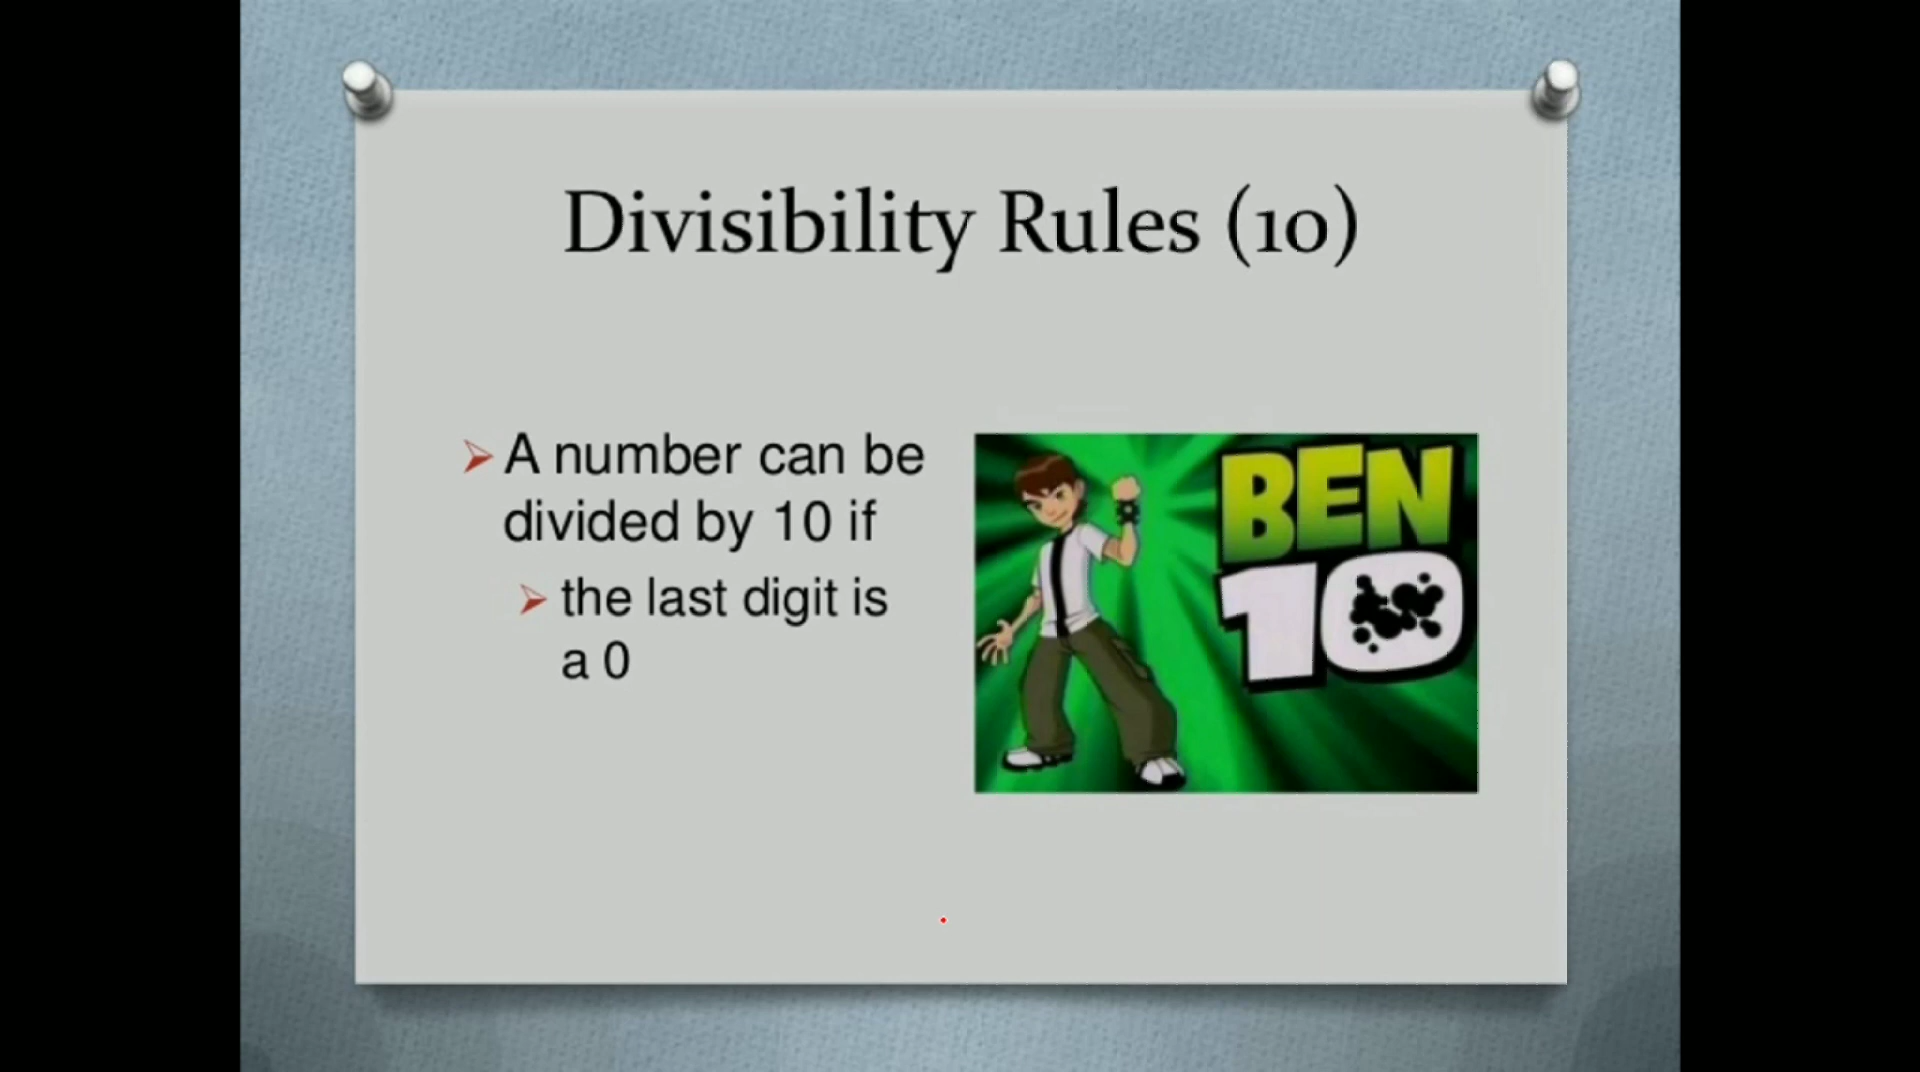 Divisibility Rules (10)
A number can be
divided by 10 if
the last digit is
a 0
BEN
10